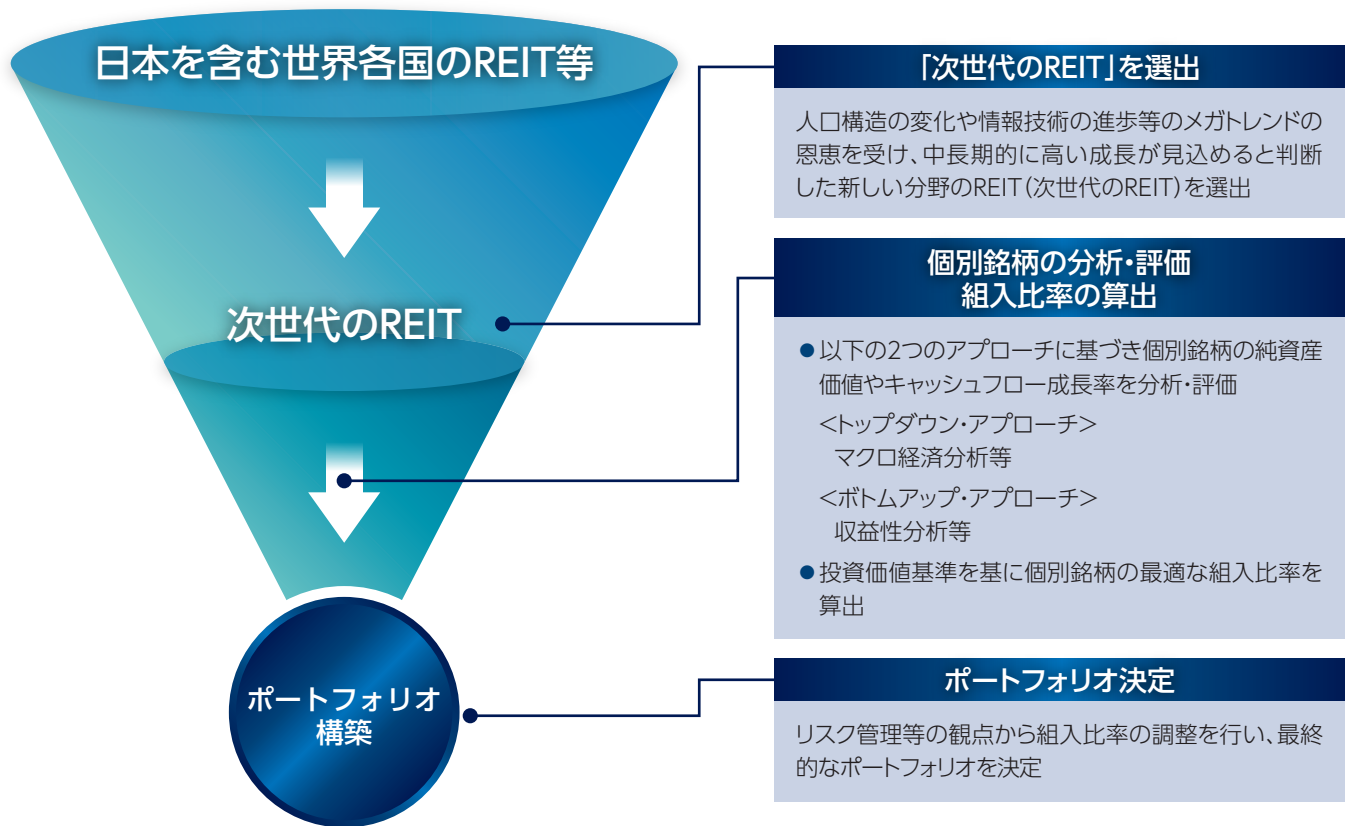 日本を含む世界各国のREIT等
次世代のREIT
ポートフォリオ
構築
「次世代のREIT」を選出
人口構造の変化や情報技術の進歩等のメガトレンドの
恩恵を受け、中長期的に高い成長が見込めると判断
した新しい分野のREIT(次世代のREIT)を選出
個別銘柄の分析・評価
組入比率の算出
●以下の2つのアプローチに基づき個別銘柄の純資産
価値やキャッシュフロー成長率を分析・評価
<トップダウン・アプローチ>
マクロ経済分析等
<ボトムアップ・アプローチ>
収益性分析等
●投資価値基準を基に個別銘柄の最適な組入比率を
算出
ポートフォリオ決定
リスク管理等の観点から組入比率の調整を行い、最終
的なポートフォリオを決定